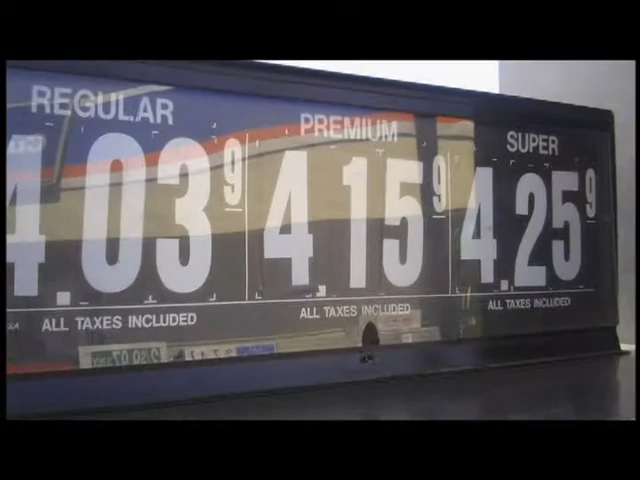 REGULAR PREMIUM SUPER
4.03 9 4.15 9 4.25 9
ALL TAXES INCLUDED ALL TAXES INCLUDED ALL TAXES INCLUDED